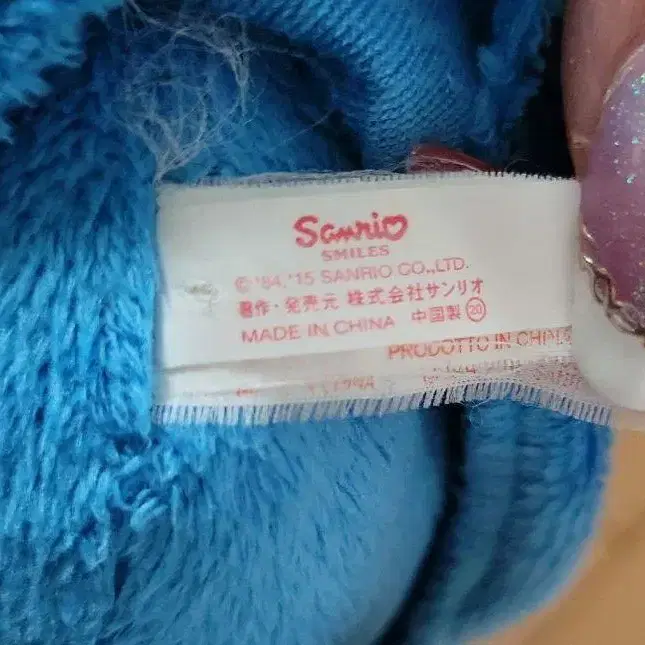 Sanrio
SMILES
© '84, '15 SANRIO CO.,LTD.
著作・発売元 株式会社サンリオ
MADE IN CHINA 中国製 ⑳
PRODOTTO IN CHINA